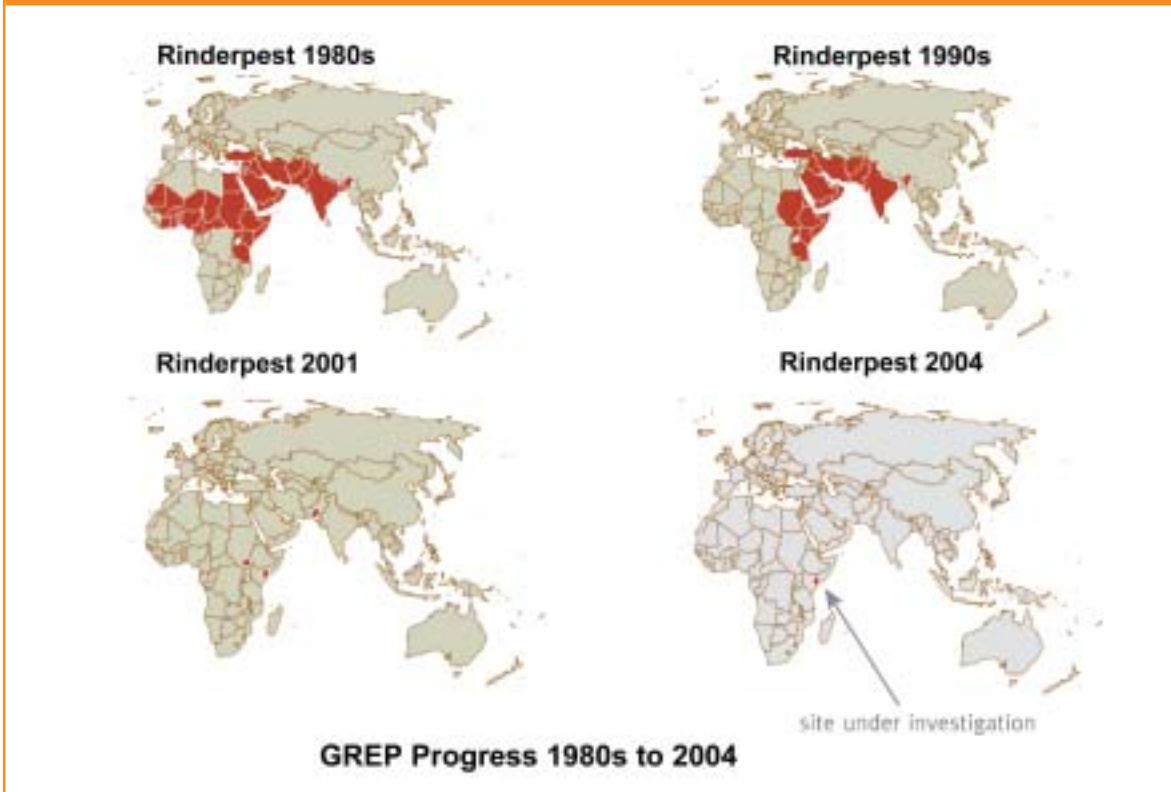 Rinderpest 1980s
Rinderpest 1990s
Rinderpest 2001
Rinderpest 2004
site under investigation
GREP Progress 1980s to 2004